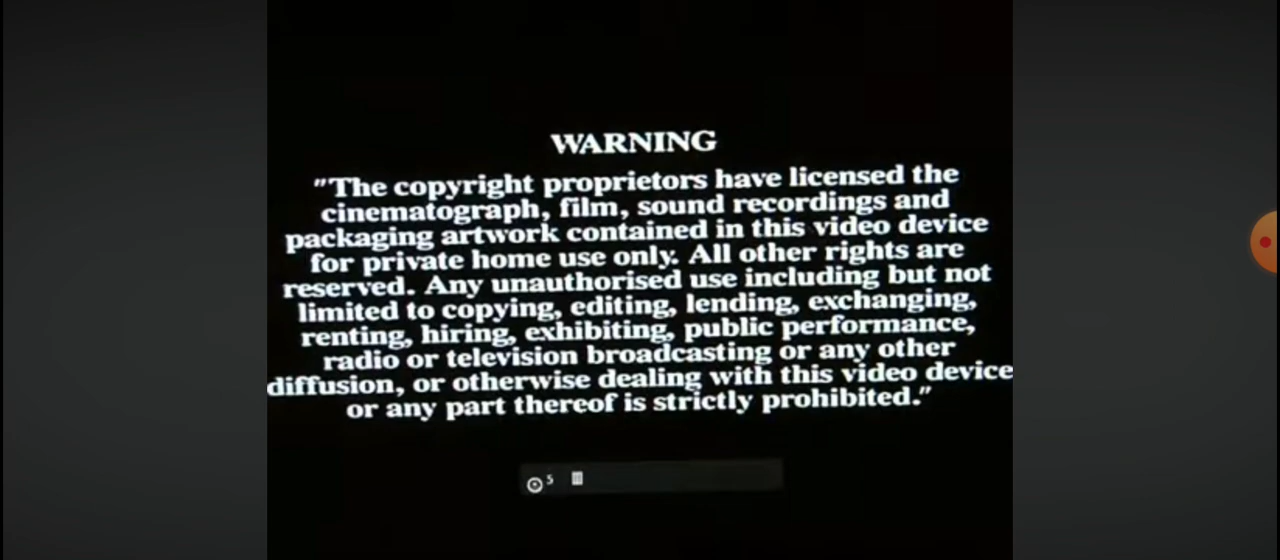 WARNING
"The copyright proprietors have licensed the
cinematograph, film, sound recordings and
packaging artwork contained in this video device
for private home use only. All other rights are
reserved. Any unauthorised use including but not
limited to copying, editing, lending, exchanging,
renting, hiring, exhibiting, public performance,
radio or television broadcasting or any other
diffusion, or otherwise dealing with this video device
or any part thereof is strictly prohibited."
5